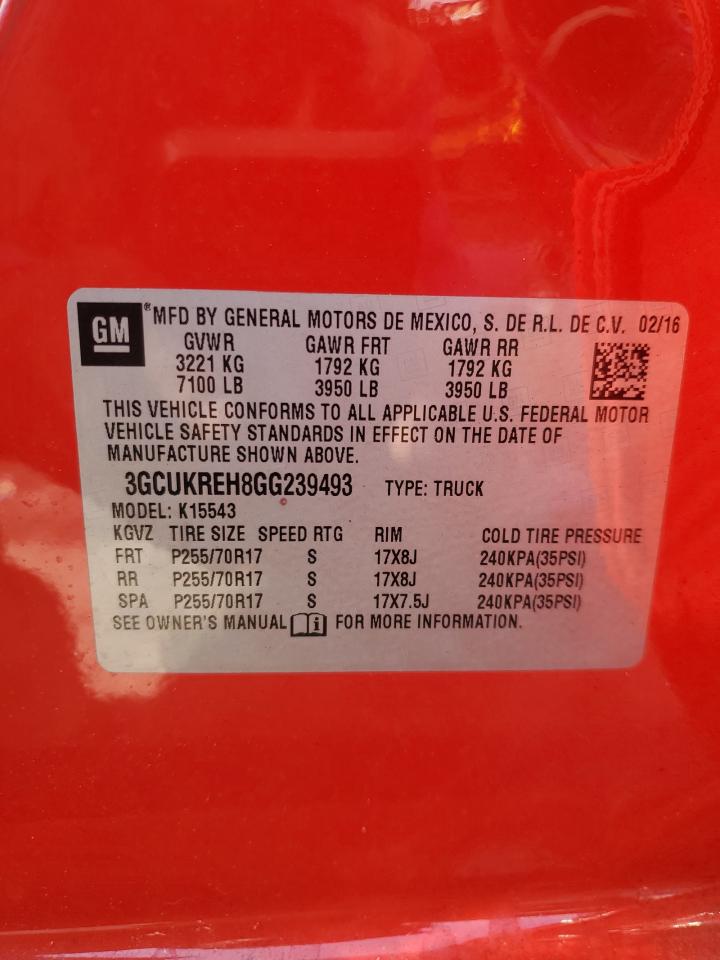 GM ® MFD BY GENERAL MOTORS DE MEXICO, S. DE R.L. DE C.V. 02/16
GVWR GAWR FRT GAWR RR
3221 KG 1792 KG 1792 KG
7100 LB 3950 LB 3950 LB
THIS VEHICLE CONFORMS TO ALL APPLICABLE U.S. FEDERAL MOTOR
VEHICLE SAFETY STANDARDS IN EFFECT ON THE DATE OF
MANUFACTURE SHOWN ABOVE.
3GCUKREH8GG239493 TYPE: TRUCK
MODEL: K15543
KGVZ TIRE SIZE SPEED RTG RIM COLD TIRE PRESSURE
FRT P255/70R17 S 17X8J 240KPA(35PSI)
RR P255/70R17 S 17X8J 240KPA(35PSI)
SPA P255/70R17 S 17X7.5J 240KPA(35PSI)
SEE OWNER'S MANUAL i FOR MORE INFORMATION.